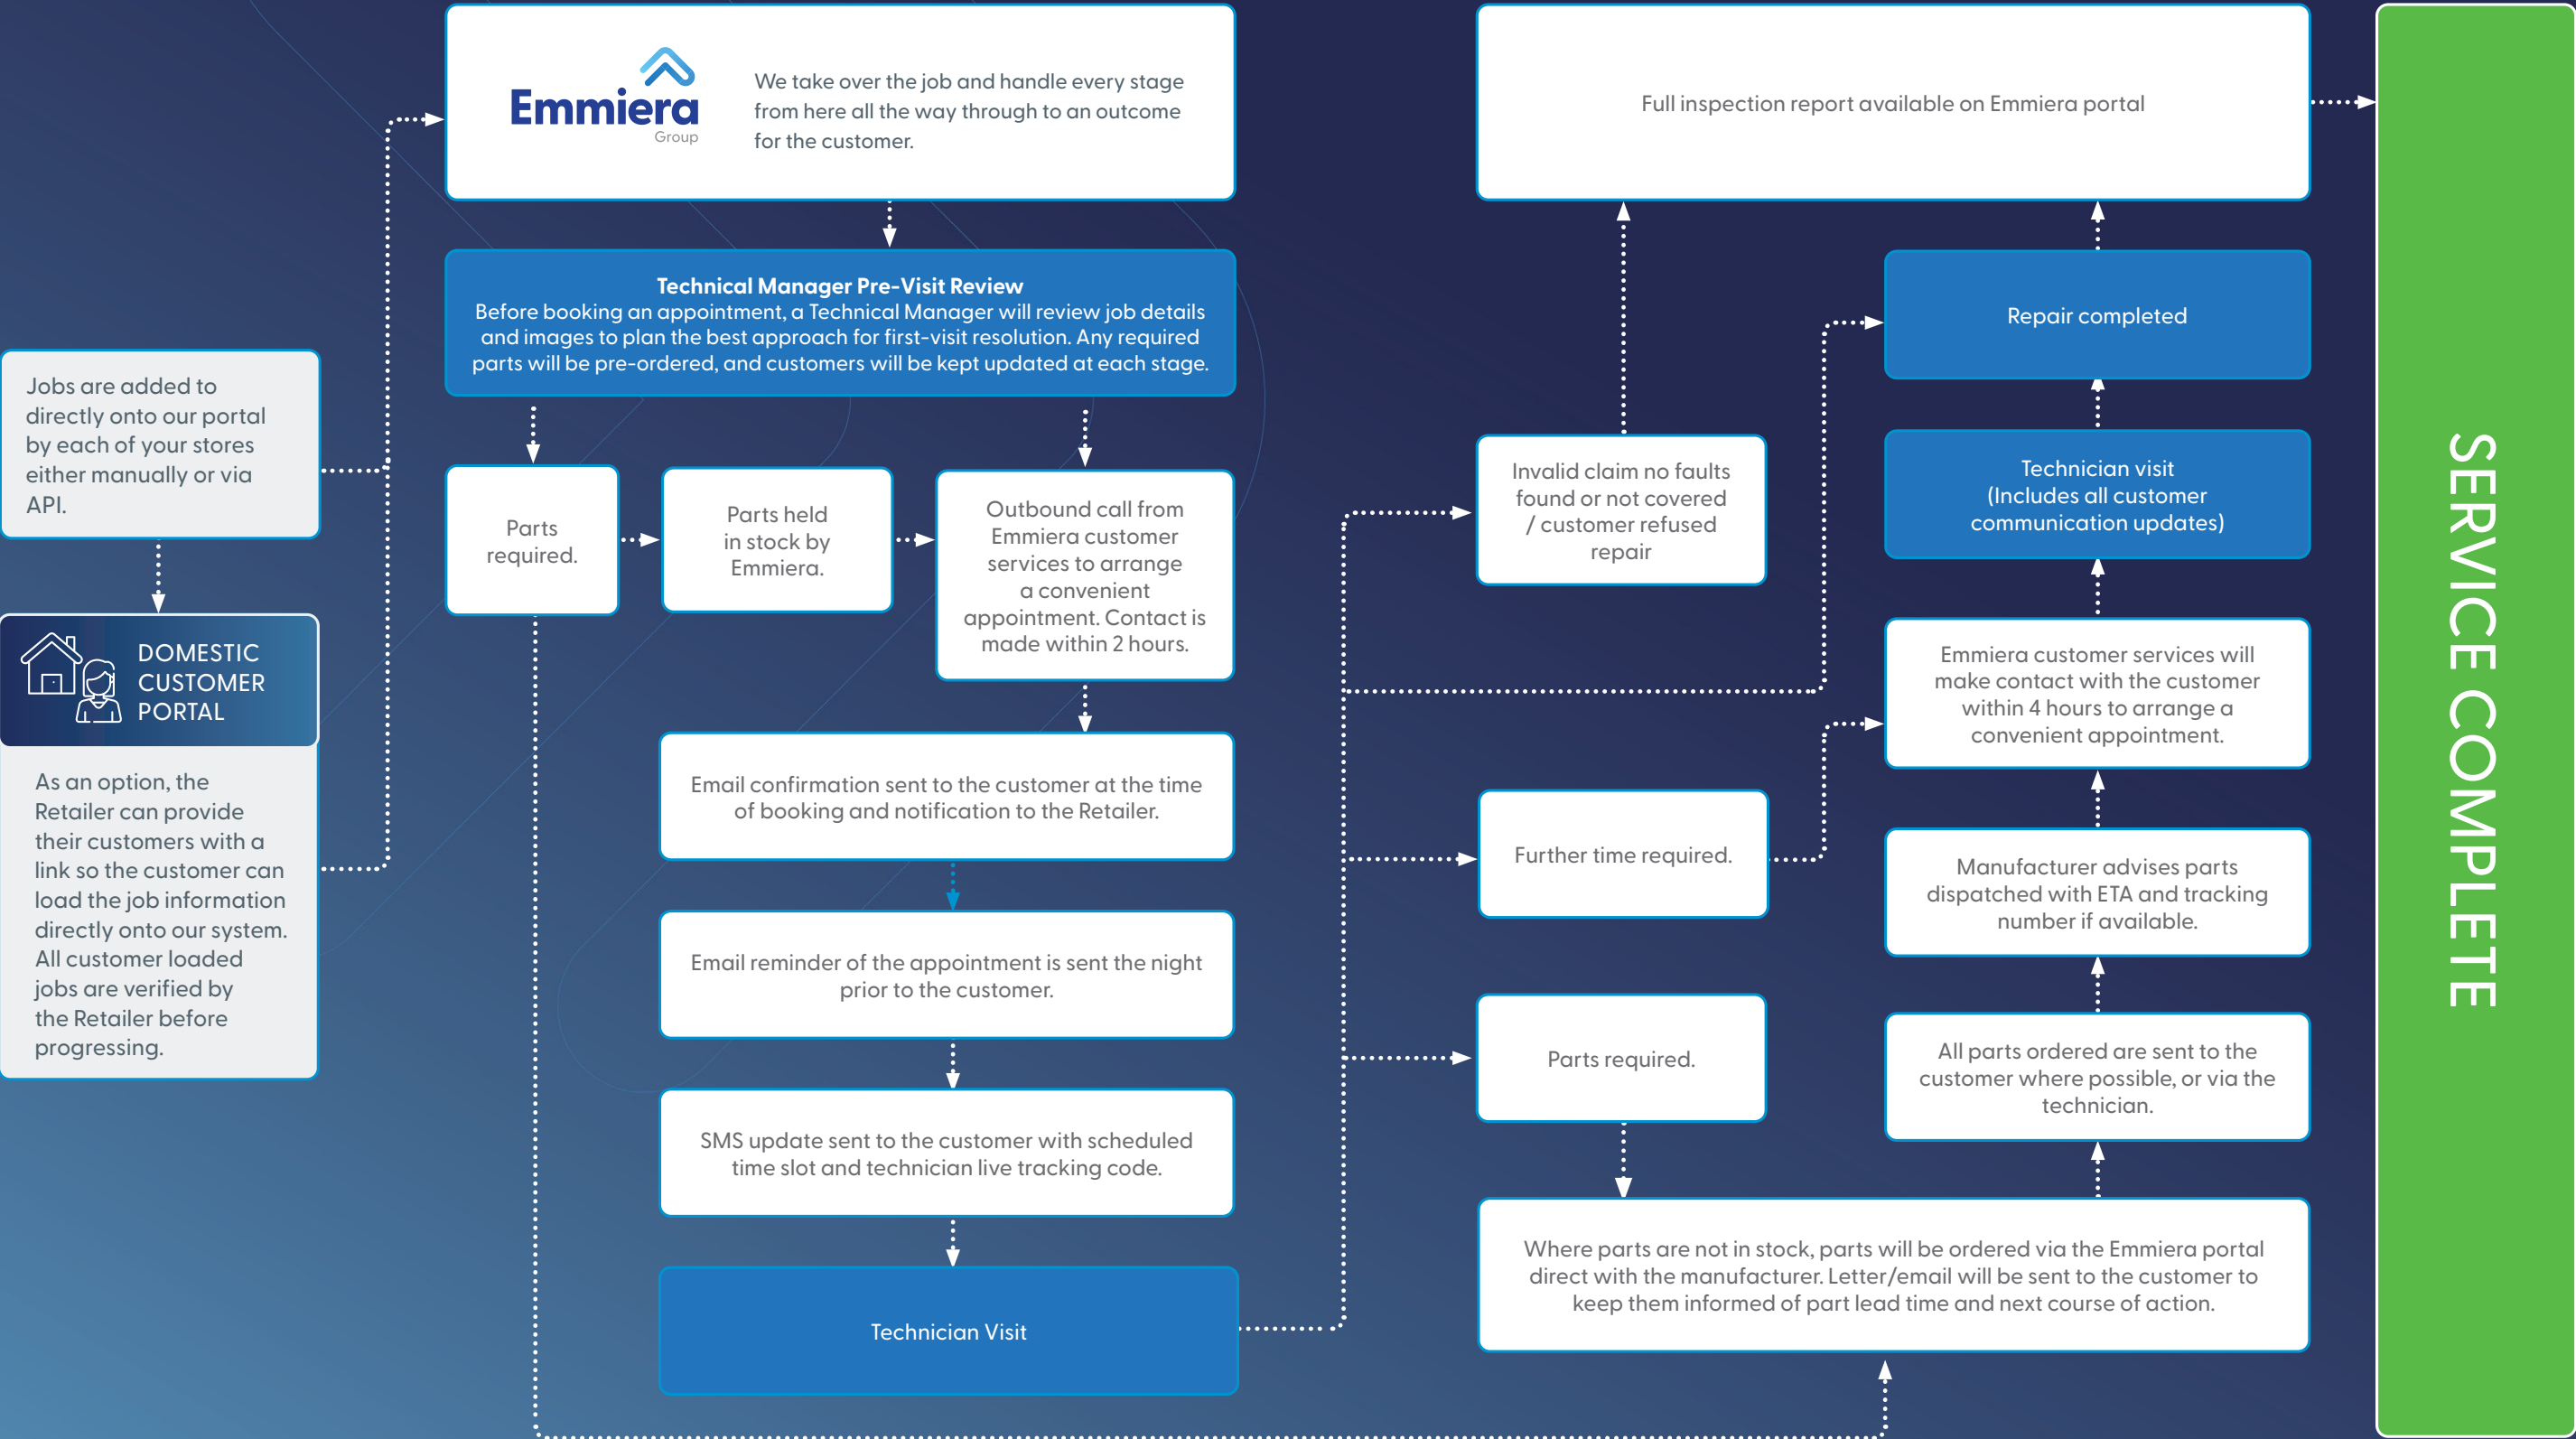 Jobs are added to
directly onto our portal
by each of your stores
either manually or via
API.
DOMESTIC
CUSTOMER
PORTAL
As an option, the
Retailer can provide
their customers with a
link so the customer can
load the job information
directly onto our system.
All customer loaded
jobs are verified by
the Retailer before
progressing.
Emmiera
Group
We take over the job and handle every stage
from here all the way through to an outcome
for the customer.
Technical Manager Pre-Visit Review
Before booking an appointment, a Technical Manager will review job details
and images to plan the best approach for first-visit resolution. Any required
parts will be pre-ordered, and customers will be kept updated at each stage.
Parts
required.
Parts held
in stock by
Emmiera.
Outbound call from
Emmiera customer
services to arrange
a convenient
appointment. Contact is
made within 2 hours.
Email confirmation sent to the customer at the time
of booking and notification to the Retailer.
Email reminder of the appointment is sent the night
prior to the customer.
SMS update sent to the customer with scheduled
time slot and technician live tracking code.
Technician Visit
Invalid claim no faults
found or not covered
/ customer refused
repair
Further time required.
Parts required.
Where parts are not in stock, parts will be ordered via the Emmiera portal
direct with the manufacturer. Letter/email will be sent to the customer to
keep them informed of part lead time and next course of action.
All parts ordered are sent to the
customer where possible, or via the
technician.
Manufacturer advises parts
dispatched with ETA and tracking
number if available.
Emmiera customer services will
make contact with the customer
within 4 hours to arrange a
convenient appointment.
Technician visit
(Includes all customer
communication updates)
Repair completed
Full inspection report available on Emmiera portal
SERVICE COMPLETE